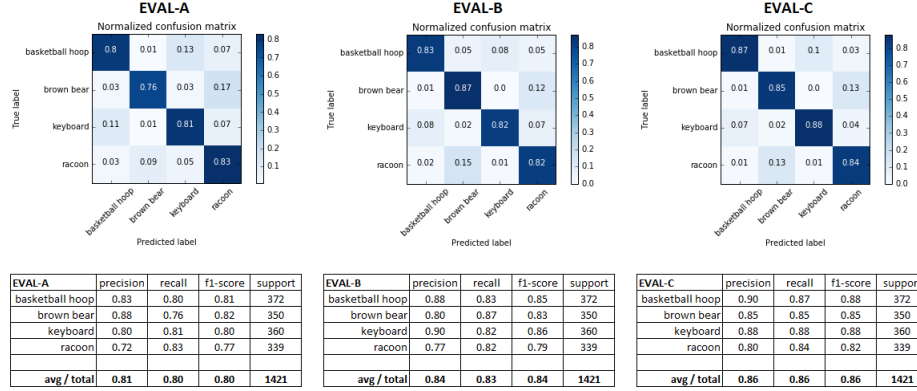 EVAL-A
Normalized confusion matrix
True label
basketball hoop 0.8 0.01 0.13 0.07
brown bear 0.03 0.76 0.03 0.17
keyboard 0.11 0.01 0.81 0.07
racoon 0.03 0.09 0.05 0.83
basketball hoop brown bear keyboard racoon
Predicted label
0.8
0.7
0.6
0.5
0.4
0.3
0.2
0.1
EVAL-B
Normalized confusion matrix
True label
basketball hoop 0.83 0.05 0.08 0.05
brown bear 0.01 0.87 0.0 0.12
keyboard 0.08 0.02 0.82 0.07
racoon 0.02 0.15 0.01 0.82
basketball hoop brown bear keyboard racoon
Predicted label
0.8
0.7
0.6
0.5
0.4
0.3
0.2
0.1
0.0
EVAL-C
Normalized confusion matrix
True label
basketball hoop 0.87 0.01 0.1 0.03
brown bear 0.01 0.85 0.0 0.13
keyboard 0.07 0.02 0.88 0.04
racoon 0.01 0.13 0.01 0.84
basketball hoop brown bear keyboard racoon
Predicted label
0.8
0.7
0.6
0.5
0.4
0.3
0.2
0.1
0.0
EVAL-A precision recall f1-score support
basketball hoop 0.83 0.80 0.81 372
brown bear 0.88 0.76 0.82 350
keyboard 0.80 0.81 0.80 360
racoon 0.72 0.83 0.77 339
avg / total 0.81 0.80 0.80 1421
EVAL-B precision recall f1-score support
basketball hoop 0.88 0.83 0.85 372
brown bear 0.80 0.87 0.83 350
keyboard 0.90 0.82 0.86 360
racoon 0.77 0.82 0.79 339
avg / total 0.84 0.83 0.84 1421
EVAL-C precision recall f1-score support
basketball hoop 0.90 0.87 0.88 372
brown bear 0.85 0.85 0.85 350
keyboard 0.88 0.88 0.88 360
racoon 0.80 0.84 0.82 339
avg / total 0.86 0.86 0.86 1421